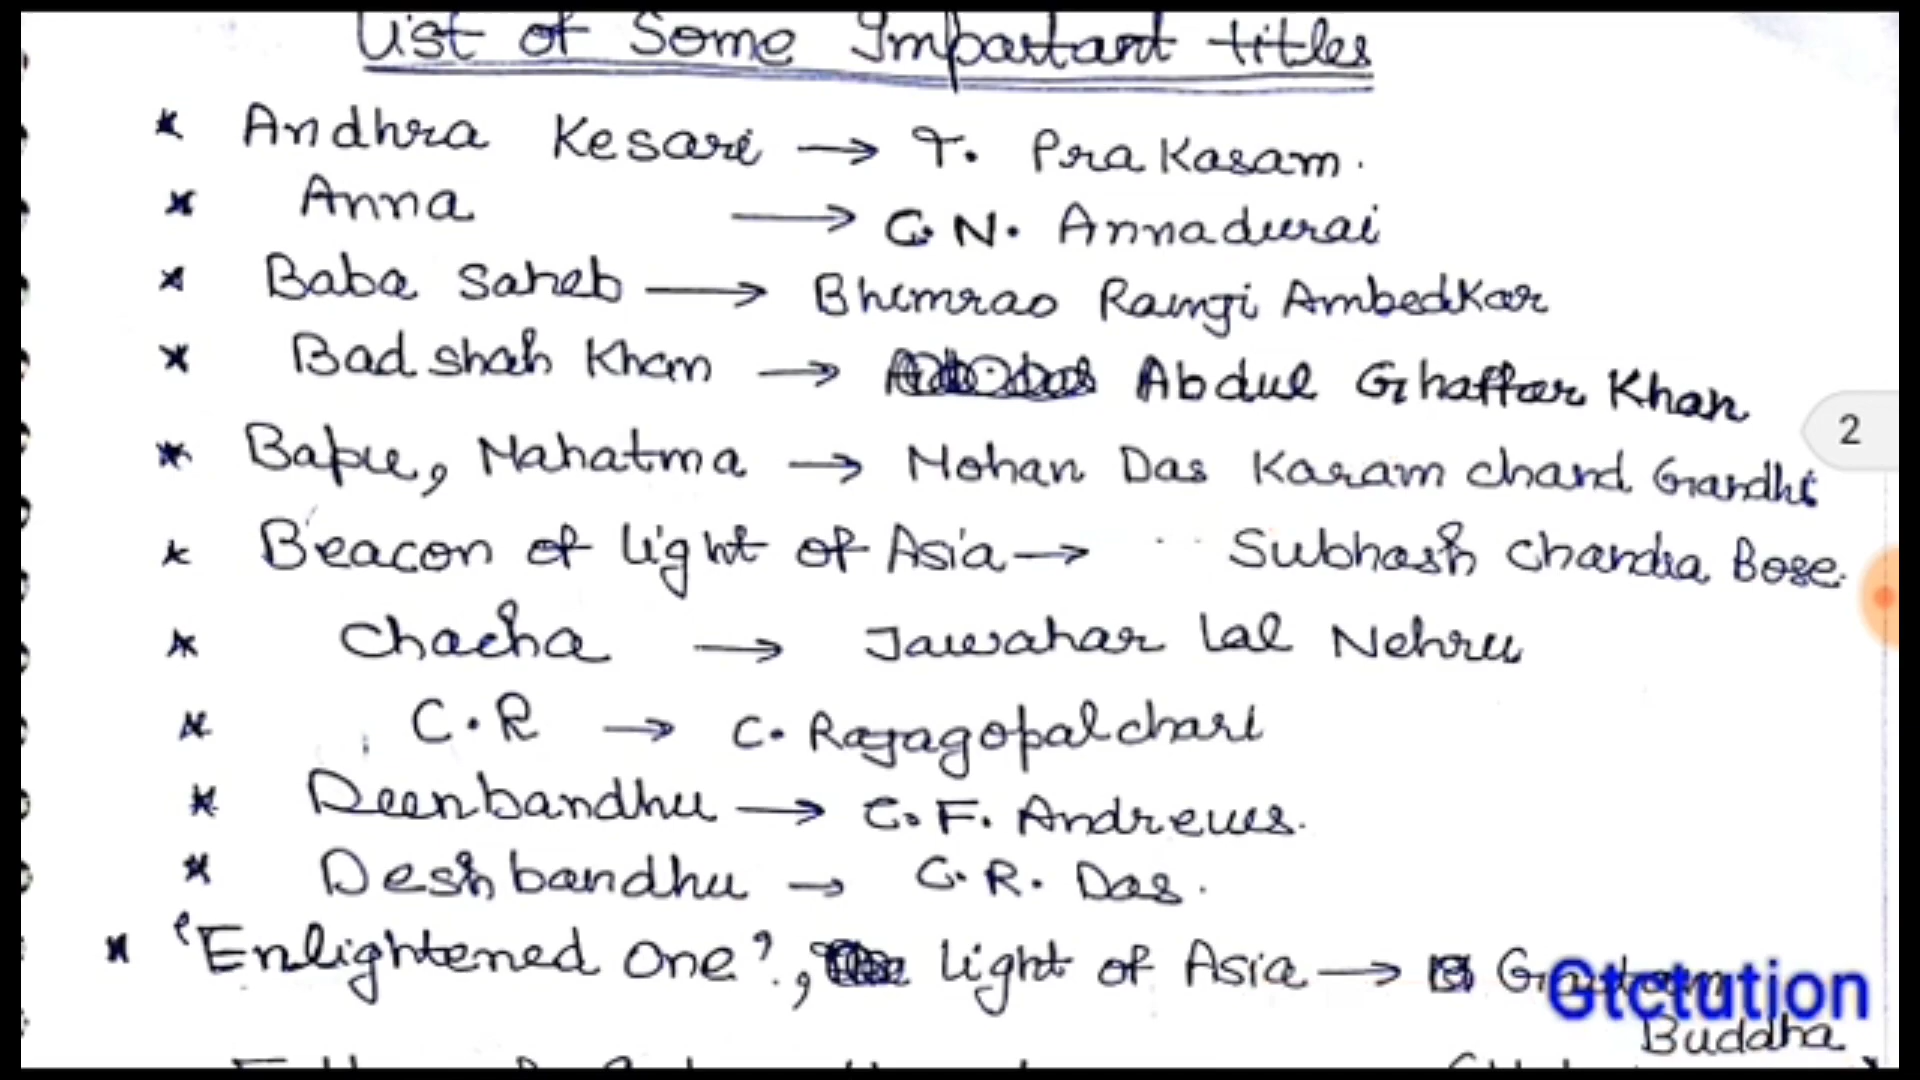 List of Some Important titles
* Andhra Kesari → T. Prakasam.
* Anna → C. N. Annadurai
* Baba Saheb → Bhimrao Ramji Ambedkar
* Badshah Khan → Abdul Ghaffar Khan
* Bapu, Mahatma → Mohan Das Karam chand Gandhi
* Beacon of light of Asia → Subhash Chandra Bose.
* Chacha → Jawahar Lal Nehru
* C.R → C. Rajagopalchari
* Deenbandhu → C. F. Andrews.
* Deshbandhu → C. R. Das.
* 'Enlightened One', light of Asia → Gautam
Buddha
Gtctution
2